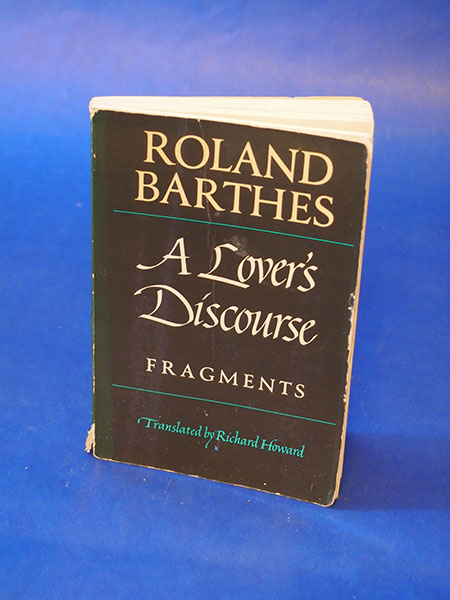 ROLAND
BARTHES
A Lover's
Discourse
FRAGMENTS
Translated by Richard Howard